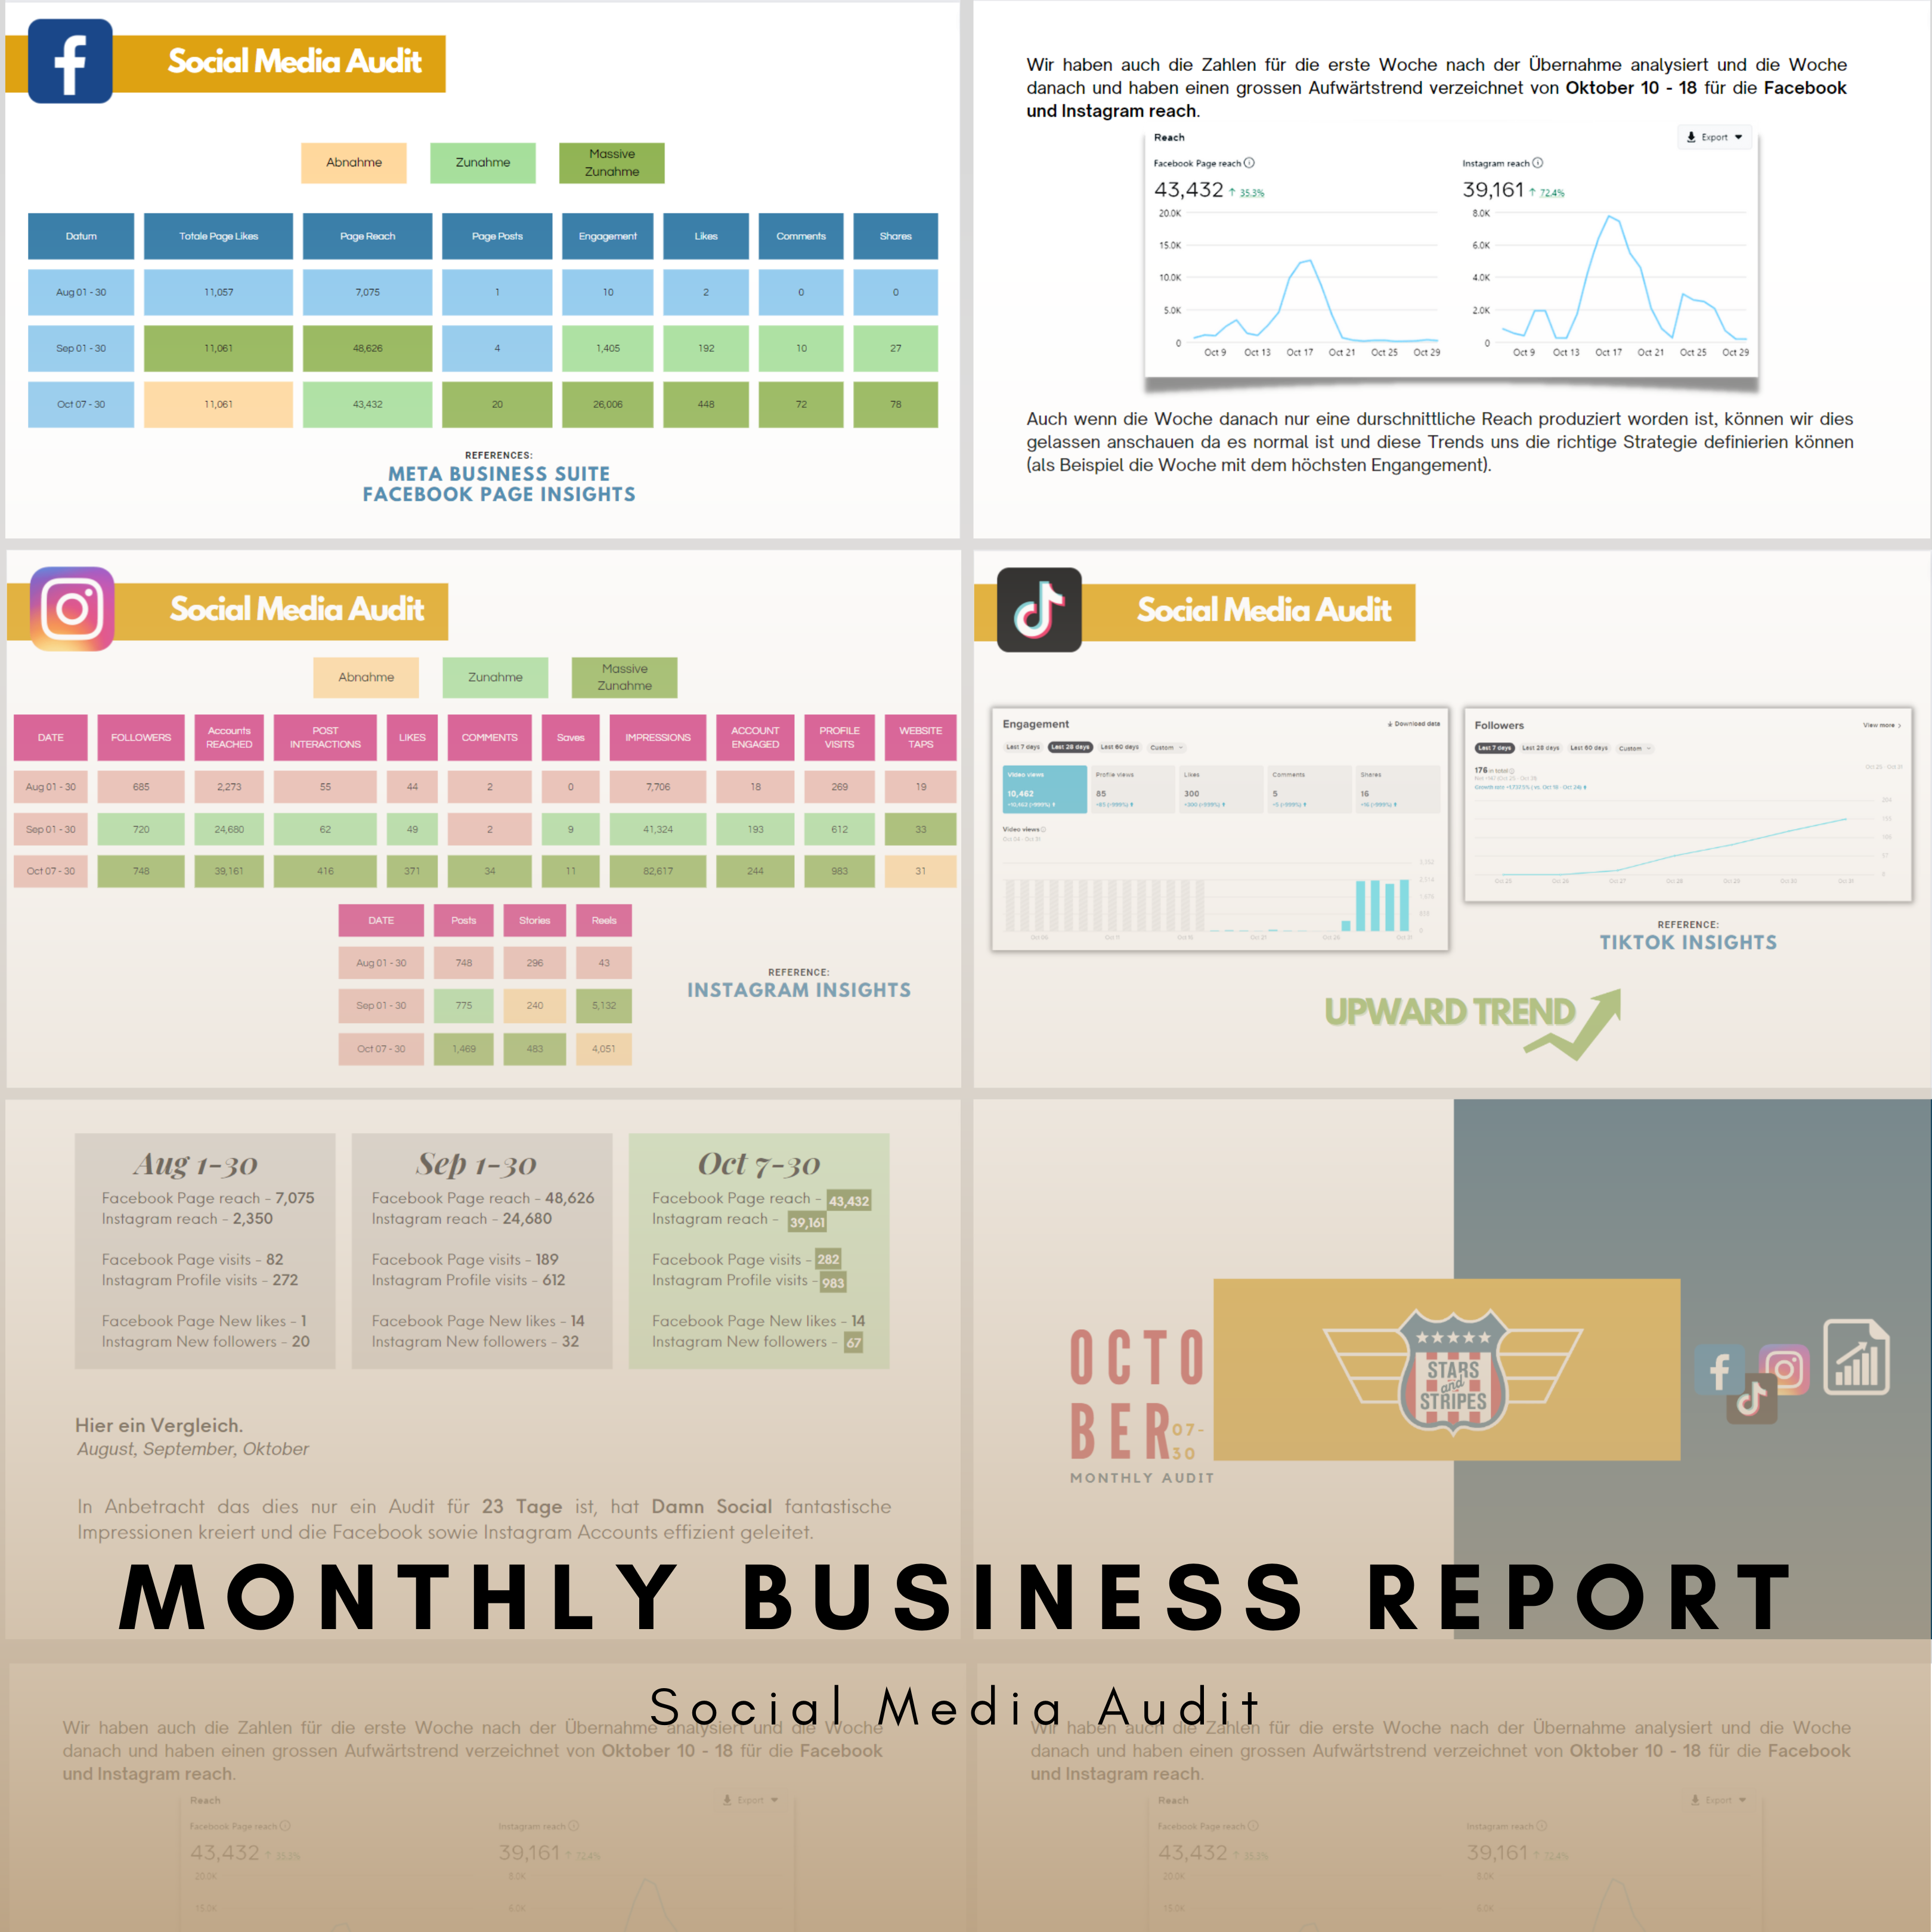 Social Media Audit
Abnahme
Zunahme
Massive
Zunahme
Datum Totale Page Likes Page Reach Page Posts Engagement Likes Comments Shares
Aug 01 - 30 11,057 7,075 1 10 2 0 0
Sep 01 - 30 11,061 48,626 4 1,405 192 10 27
Oct 07 - 30 11,061 43,432 20 26,006 448 72 78
REFERENCES:
META BUSINESS SUITE
FACEBOOK PAGE INSIGHTS
Wir haben auch die Zahlen für die erste Woche nach der Übernahme analysiert und die Woche
danach und haben einen grossen Aufwärtstrend verzeichnet von Oktober 10 - 18 für die Facebook
und Instagram reach.
Reach
Export
Facebook Page reach
43,432 ↑ 35.3%
20.0K
15.0K
10.0K
5.0K
0
Oct 9 Oct 13 Oct 17 Oct 21 Oct 25 Oct 29
Instagram reach
39,161 ↑ 72.4%
8.0K
6.0K
4.0K
2.0K
0
Oct 9 Oct 13 Oct 17 Oct 21 Oct 25 Oct 29
Auch wenn die Woche danach nur eine durschnittliche Reach produziert worden ist, können wir dies
gelassen anschauen da es normal ist und diese Trends uns die richtige Strategie definierien können
(als Beispiel die Woche mit dem höchsten Engangement).
Social Media Audit
Abnahme
Zunahme
Massive
Zunahme
DATE FOLLOWERS Accounts REACHED POST INTERACTIONS LIKES COMMENTS Saves IMPRESSIONS ACCOUNT ENGAGED PROFILE VISITS WEBSITE TAPS
Aug 01 - 30 685 2,273 55 44 2 0 7,706 18 269 19
Sep 01 - 30 720 24,680 62 49 2 9 41,324 193 612 33
Oct 07 - 30 748 39,161 416 371 34 11 82,617 244 983 31
DATE Posts Stories Reels
Aug 01 - 30 748 296 43
Sep 01 - 30 775 240 5,132
Oct 07 - 30 1,469 483 4,051
REFERENCE:
INSTAGRAM INSIGHTS
Social Media Audit
Engagement
Download data
Last 7 days Last 28 days Last 60 days Custom
Video views Profile views Likes Comments Shares
10,462 85 300 5 16
Video views
Followers
View more >
Last 7 days Last 28 days Last 60 days Custom
176 in total
REFERENCE:
TIKTOK INSIGHTS
UPWARD TREND
Aug 1-30
Facebook Page reach - 7,075
Instagram reach - 2,350
Facebook Page visits - 82
Instagram Profile visits - 272
Facebook Page New likes - 1
Instagram New followers - 20
Sep 1-30
Facebook Page reach - 48,626
Instagram reach - 24,680
Facebook Page visits - 189
Instagram Profile visits - 612
Facebook Page New likes - 14
Instagram New followers - 32
Oct 7-30
Facebook Page reach - 43,432
Instagram reach - 39,161
Facebook Page visits - 282
Instagram Profile visits - 983
Facebook Page New likes - 14
Instagram New followers - 67
Hier ein Vergleich.
August, September, Oktober
In Anbetracht das dies nur ein Audit für 23 Tage ist, hat Damn Social fantastische
Impressionen kreiert und die Facebook sowie Instagram Accounts effizient geleitet.
OCTO
BER 07-
30
MONTHLY AUDIT
STARS
and
STRIPES
MONTHLY BUSINESS REPORT
Social Media Audit
Wir haben auch die Zahlen für die erste Woche nach der Übernahme analysiert und die Woche
danach und haben einen grossen Aufwärtstrend verzeichnet von Oktober 10 - 18 für die Facebook
und Instagram reach.
Reach
Export
Facebook Page reach
43,432 ↑ 35.3%
20.0K
15.0K
Instagram reach
39,161 ↑ 72.4%
8.0K
6.0K
Wir haben auch die Zahlen für die erste Woche nach der Übernahme analysiert und die Woche
danach und haben einen grossen Aufwärtstrend verzeichnet von Oktober 10 - 18 für die Facebook
und Instagram reach.
Reach
Export
Facebook Page reach
43,432 ↑ 35.3%
20.0K
15.0K
Instagram reach
39,161 ↑ 72.4%
8.0K
6.0K